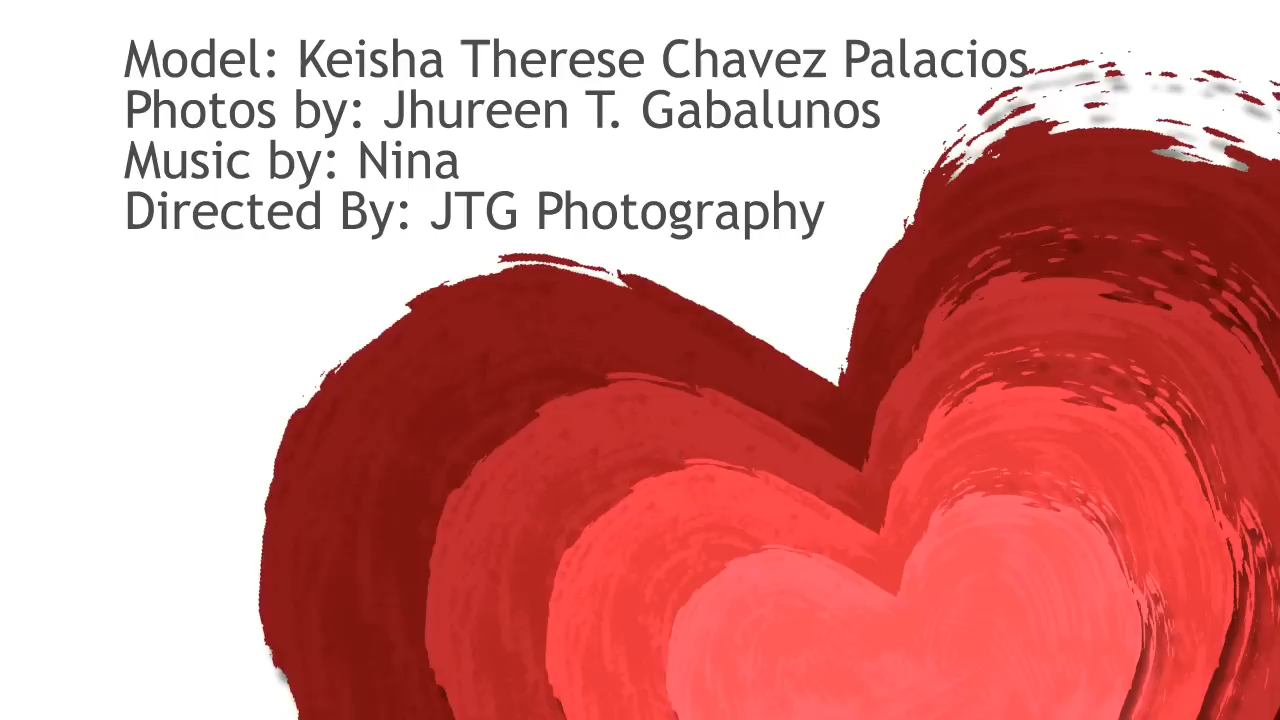 Model: Keisha Therese Chavez Palacios
Photos by: Jhureen T. Gabalunos
Music by: Nina
Directed By: JTG Photography